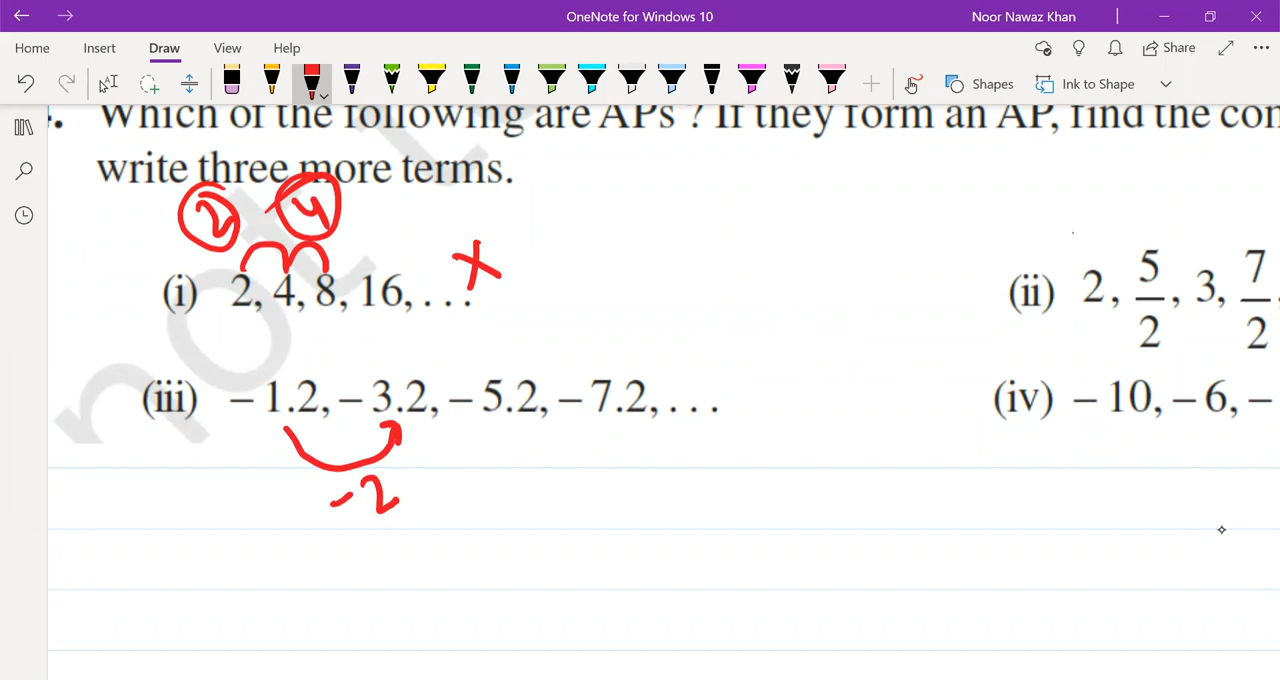 OneNote for Windows 10
Noor Nawaz Khan
Home Insert Draw View Help
Share
Shapes
Ink to Shape
. Which of the following are APs ? If they form an AP, find the con
write three more terms.
2 4
(i) 2, 4, 8, 16, . . . X
(ii) 2, 5/2, 3, 7/2,
(iii) – 1.2, – 3.2, – 5.2, – 7.2, . . .
(iv) – 10, – 6, –
-2
not t